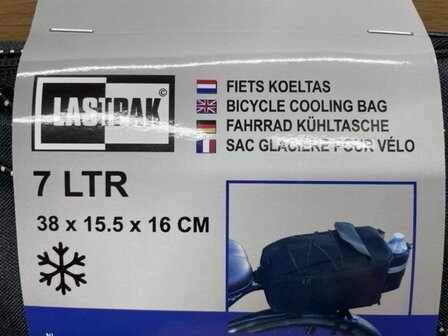 LASTPAK©
FIETS KOELTAS
BICYCLE COOLING BAG
FAHRRAD KÜHLTASCHE
SAC GLACIÈRE POUR VÉLO
7 LTR
38 x 15.5 x 16 CM